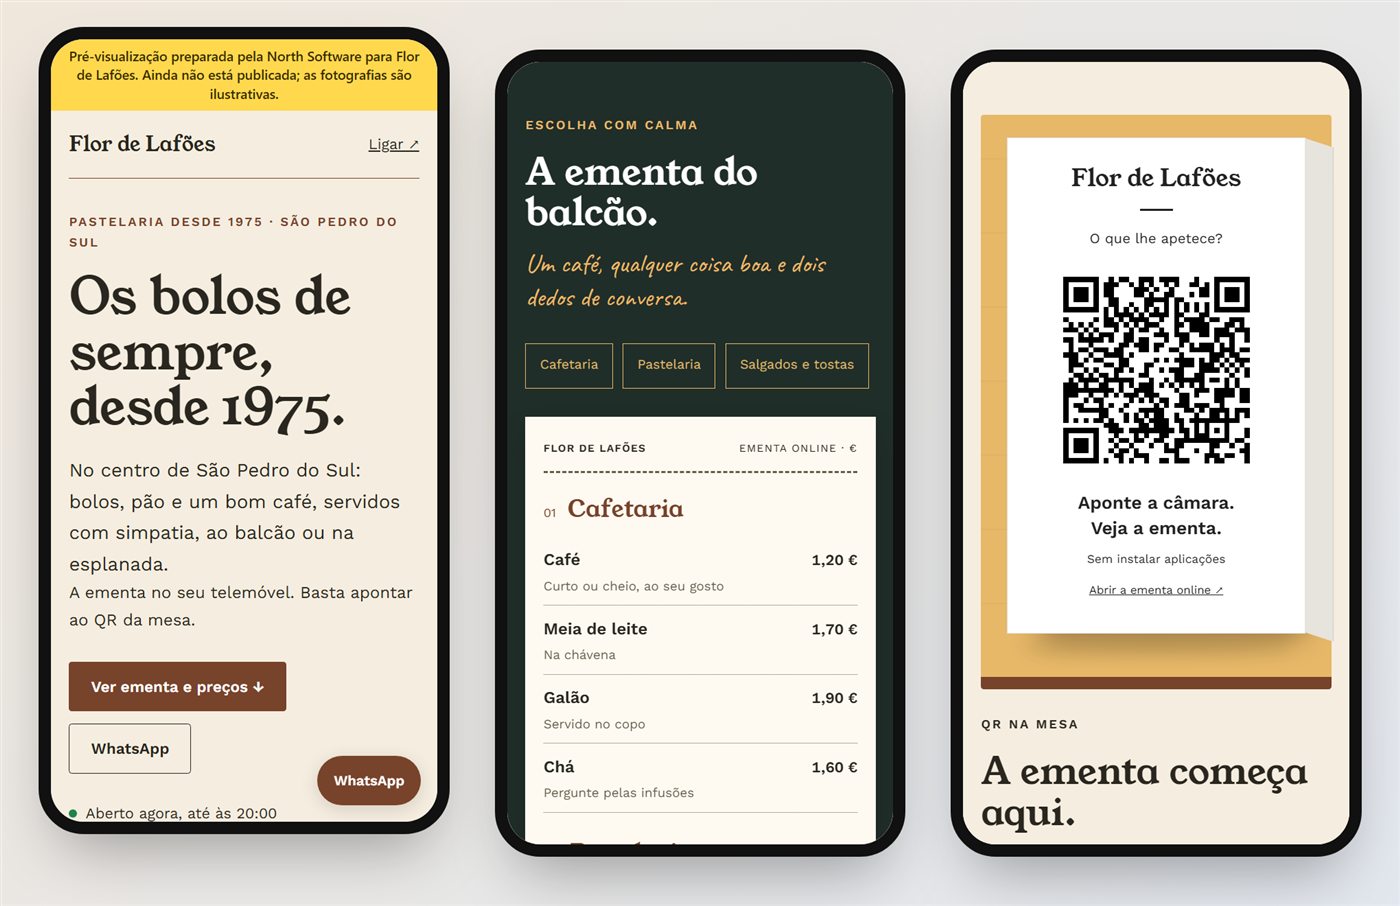 Pré-visualização preparada pela North Software para Flor
de Lafões. Ainda não está publicada; as fotografias são
ilustrativas.
Flor de Lafões
Ligar ↗
PASTELARIA DESDE 1975 · SÃO PEDRO DO
SUL
Os bolos de
sempre,
desde 1975.
No centro de São Pedro do Sul:
bolos, pão e um bom café, servidos
com simpatia, ao balcão ou na
esplanada.
A ementa no seu telemóvel. Basta apontar
ao QR da mesa.
Ver ementa e preços ↓
WhatsApp
WhatsApp
Aberto agora, até às 20:00
ESCOLHA COM CALMA
A ementa do
balcão.
Um café, qualquer coisa boa e dois
dedos de conversa.
Cafetaria
Pastelaria
Salgados e tostas
FLOR DE LAFÕES
EMENTA ONLINE · €
01 Cafetaria
Café 1,20 €
Curto ou cheio, ao seu gosto
Meia de leite 1,70 €
Na chávena
Galão 1,90 €
Servido no copo
Chá 1,60 €
Pergunte pelas infusões
Flor de Lafões
O que lhe apetece?
Aponte a câmara.
Veja a ementa.
Sem instalar aplicações
Abrir a ementa online ↗
QR NA MESA
A ementa começa
aqui.